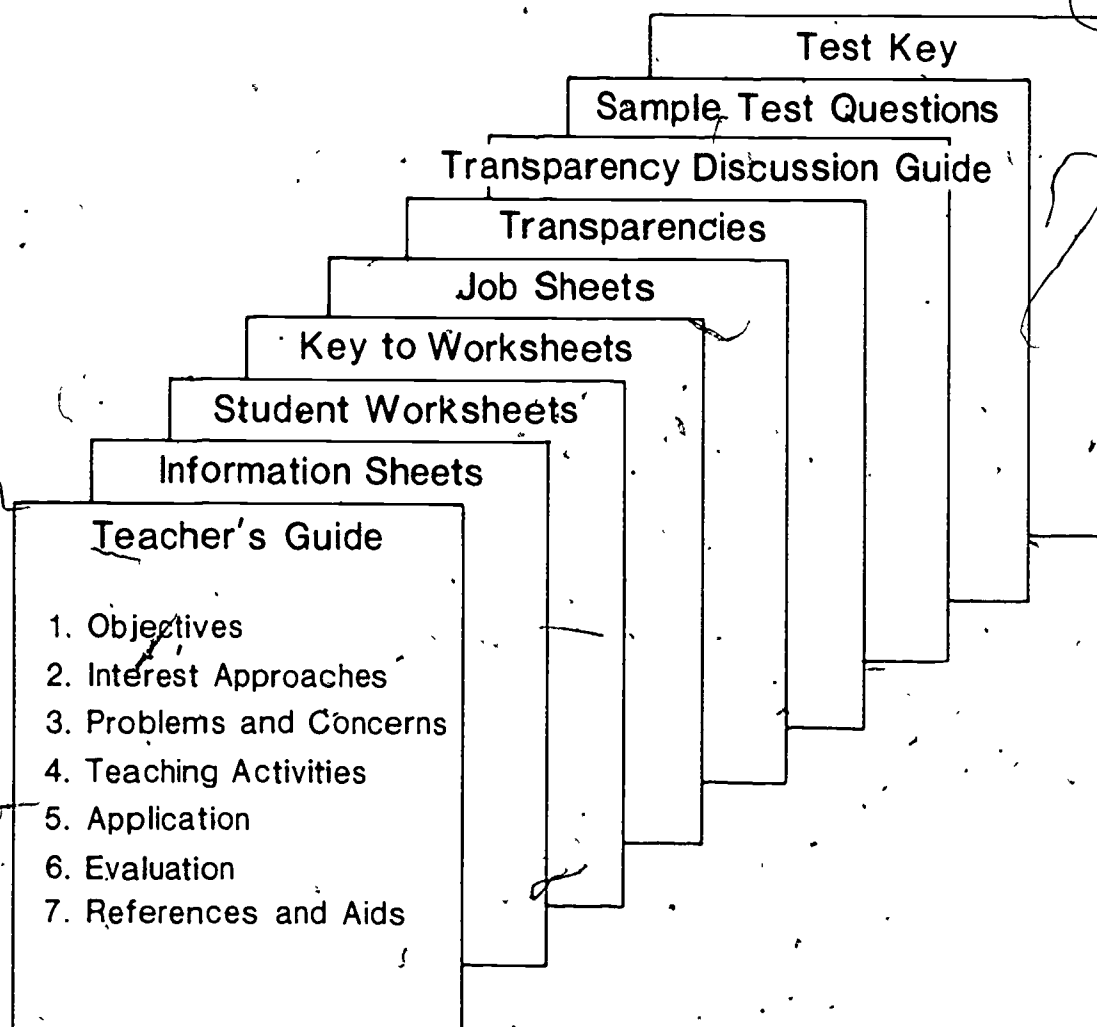 Test Key
Sample Test Questions
Transparency Discussion Guide
Transparencies
Job Sheets
Key to Worksheets
Student Worksheets
Information Sheets
Teacher's Guide
1. Objectives
2. Interest Approaches
3. Problems and Concerns
4. Teaching Activities
5. Application
6. Evaluation
7. References and Aids